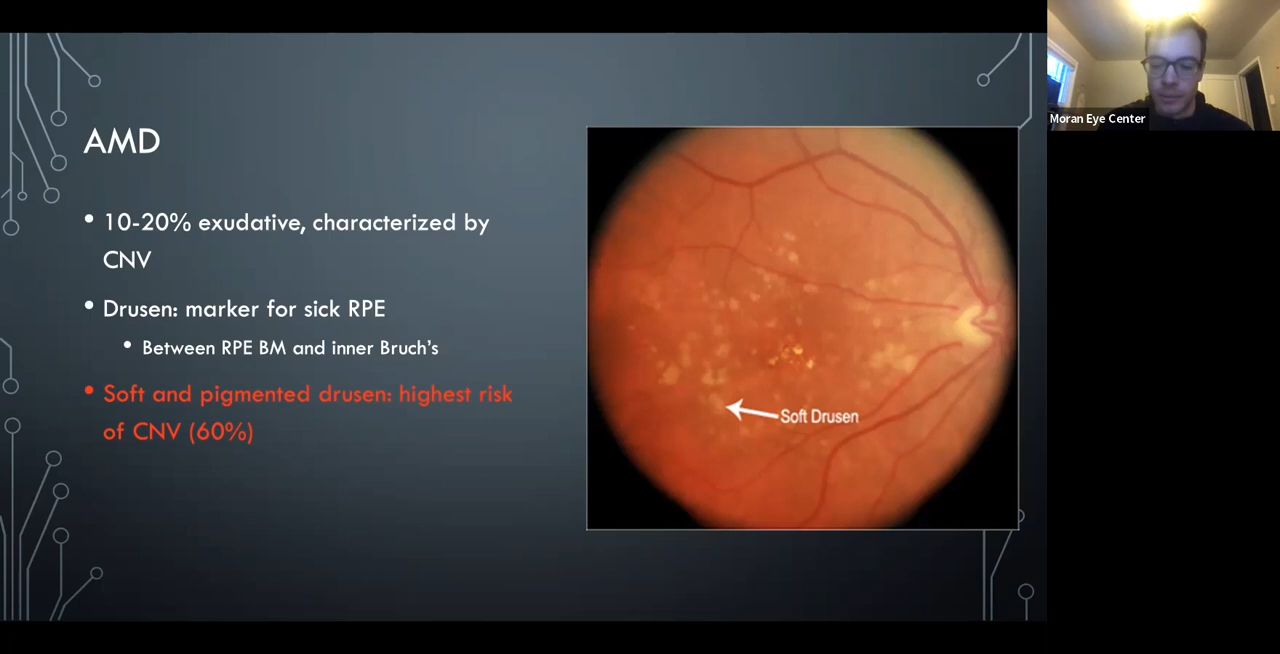 AMD
• 10-20% exudative, characterized by
CNV
• Drusen: marker for sick RPE
• Between RPE BM and inner Bruch's
• Soft and pigmented drusen: highest risk
of CNV (60%)
Soft Drusen
Moran Eye Center